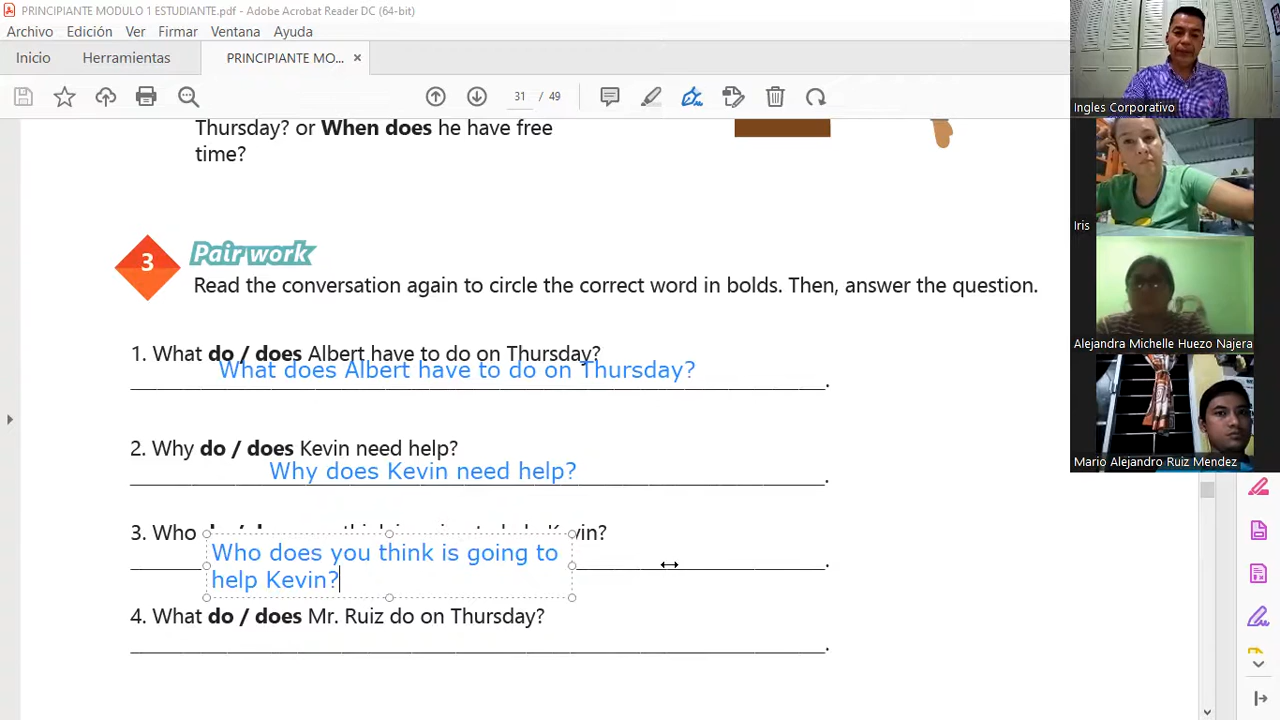 PRINCIPIANTE MODULO 1 ESTUDIANTE.pdf - Adobe Acrobat Reader DC (64-bit)
Archivo Edición Ver Firmar Ventana Ayuda
Inicio Herramientas PRINCIPIANTE MO... ×
31 / 49
Thursday? or When does he have free
time?
3 Pair work
Read the conversation again to circle the correct word in bolds. Then, answer the question.
1. What do / does Albert have to do on Thursday?
What does Albert have to do on Thursday?
2. Why do / does Kevin need help?
Why does Kevin need help?
3. Who Kevin?
Who does you think is going to
help Kevin?
4. What do / does Mr. Ruiz do on Thursday?
Ingles Corporativo
Iris
Alejandra Michelle Huezo Najera
Mario Alejandro Ruiz Mendez